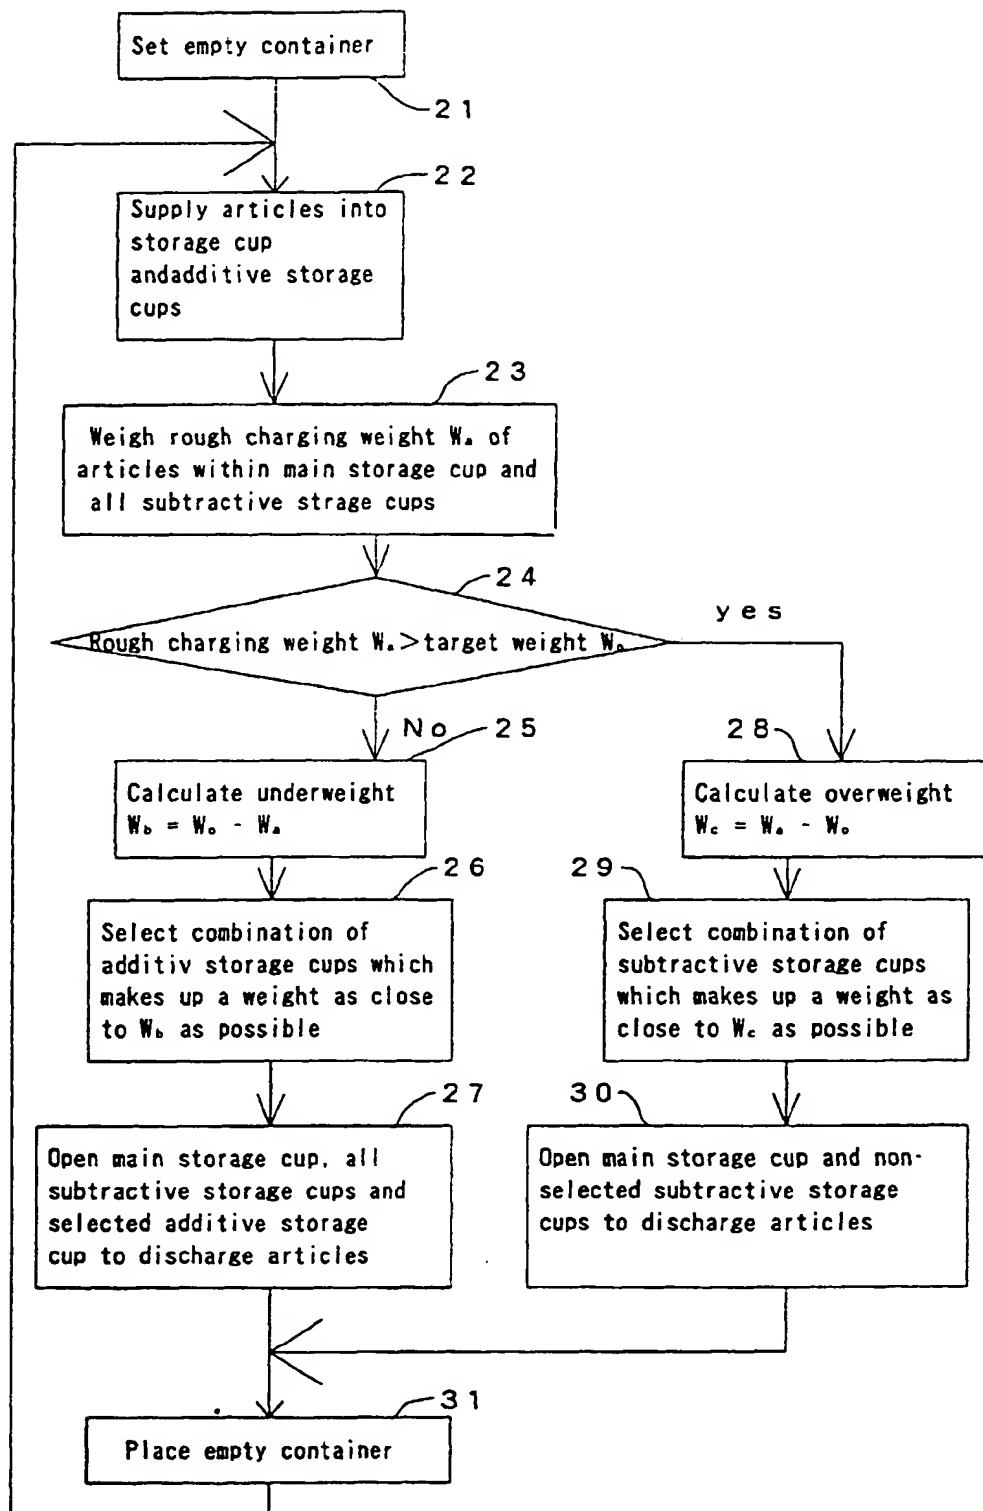 Set empty container
21
22
Supply articles into
storage cup
andadditive storage
cups
23
Weigh rough charging weight Wₐ of
articles within main storage cup and
all subtractive strage cups
24
Rough charging weight Wₐ > target weight Wₒ
yes
No
25
Calculate underweight
W_b = Wₒ - Wₐ
28
Calculate overweight
W_c = Wₐ - Wₒ
26
Select combination of
additiv storage cups which
makes up a weight as close
to W_b as possible
29
Select combination of
subtractive storage cups
which makes up a weight as
close to W_c as possible
27
Open main storage cup, all
subtractive storage cups and
selected additive storage
cup to discharge articles
30
Open main storage cup and non-
selected subtractive storage
cups to discharge articles
31
Place empty container